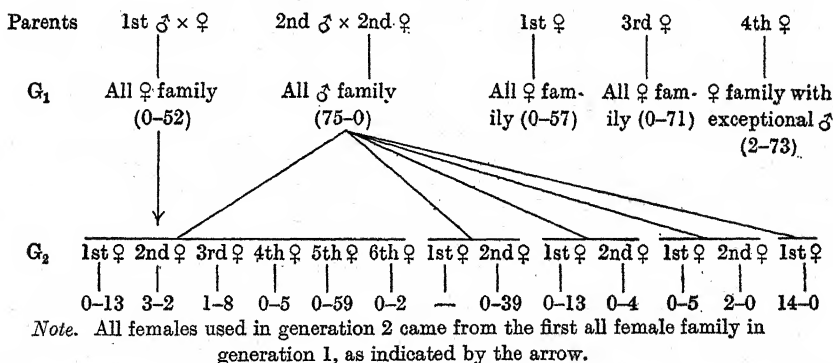 Parents 1st ♂ × ♀ 2nd ♂ × 2nd ♀ 1st ♀ 3rd ♀ 4th ♀
G₁ All ♀ family All ♂ family All ♀ fam- All ♀ fam- ♀ family with
(0–52) (75–0) ily (0–57) ily (0–71) exceptional ♂
(2–73)
G₂ 1st ♀ 2nd ♀ 3rd ♀ 4th ♀ 5th ♀ 6th ♀ 1st ♀ 2nd ♀ 1st ♀ 2nd ♀ 1st ♀ 2nd ♀ 1st ♀
0–13 3–2 1–8 0–5 0–59 0–2 — 0–39 0–13 0–4 0–5 2–0 14–0
Note. All females used in generation 2 came from the first all female family in
generation 1, as indicated by the arrow.